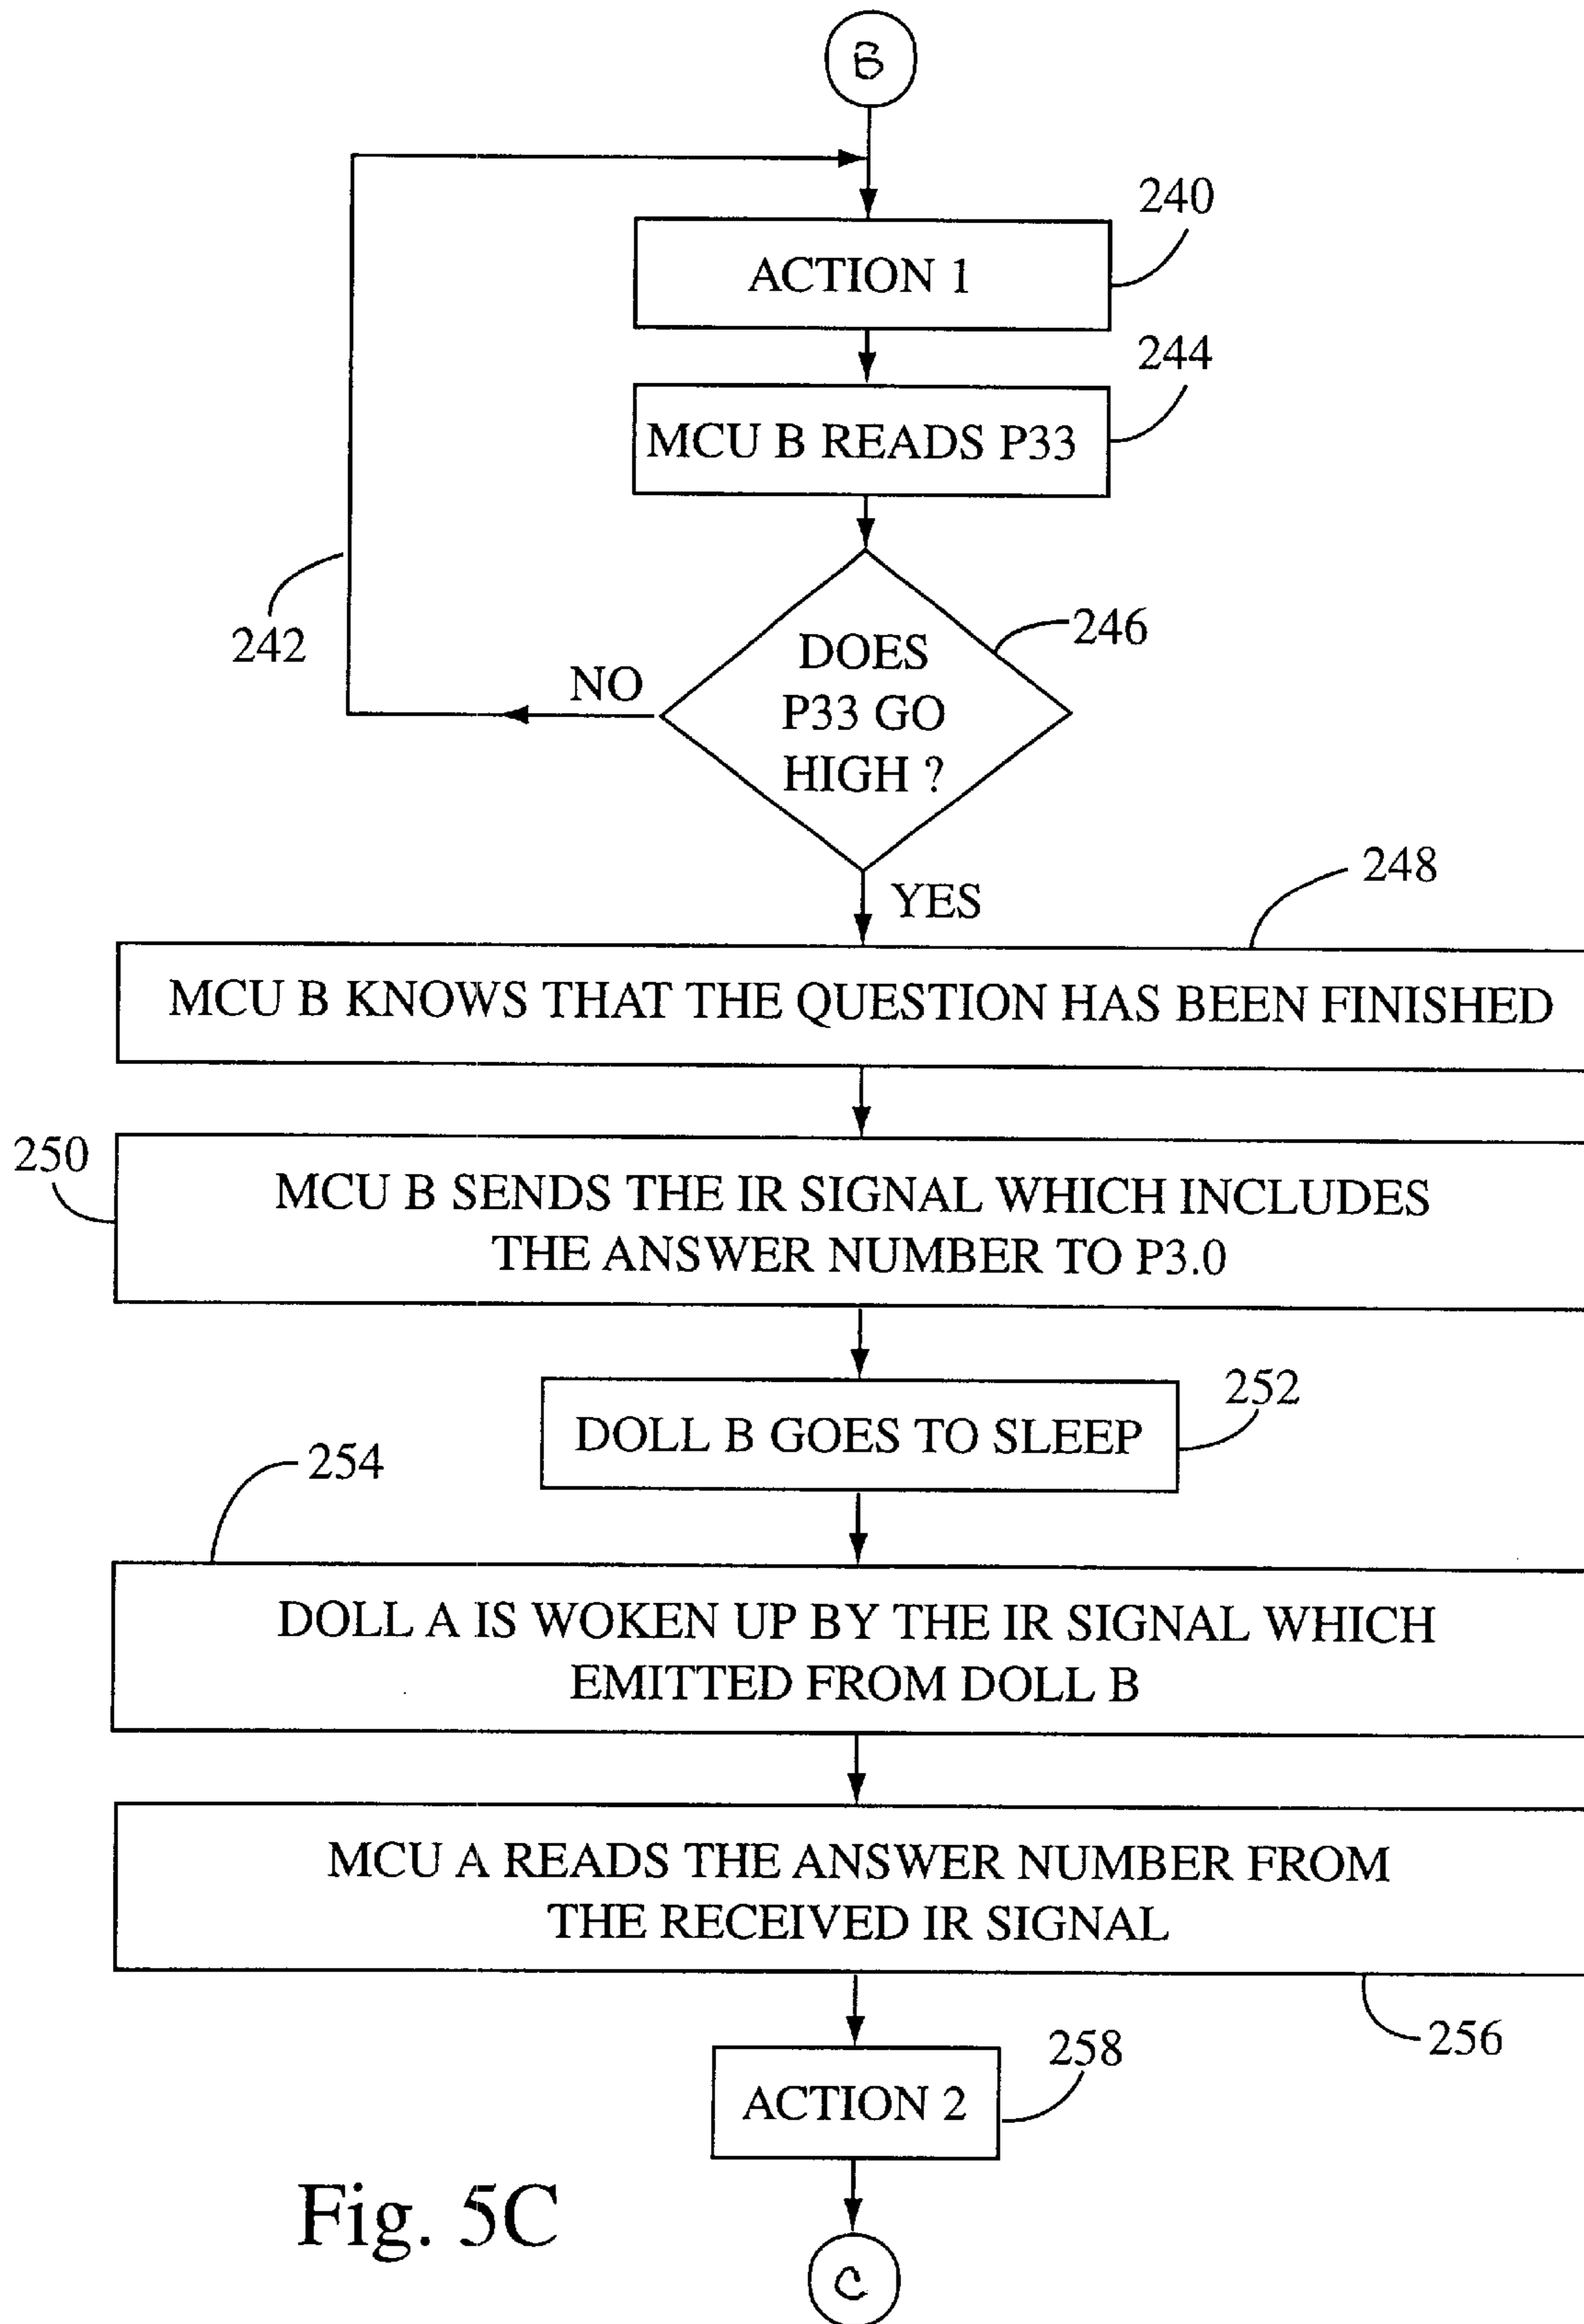 B
240
ACTION 1
244
MCU B READS P33
246
DOES
P33 GO
HIGH ?
NO
242
YES
248
MCU B KNOWS THAT THE QUESTION HAS BEEN FINISHED
250
MCU B SENDS THE IR SIGNAL WHICH INCLUDES
THE ANSWER NUMBER TO P3.0
252
DOLL B GOES TO SLEEP
254
DOLL A IS WOKEN UP BY THE IR SIGNAL WHICH
EMITTED FROM DOLL B
MCU A READS THE ANSWER NUMBER FROM
THE RECEIVED IR SIGNAL
256
258
ACTION 2
Fig. 5C
C